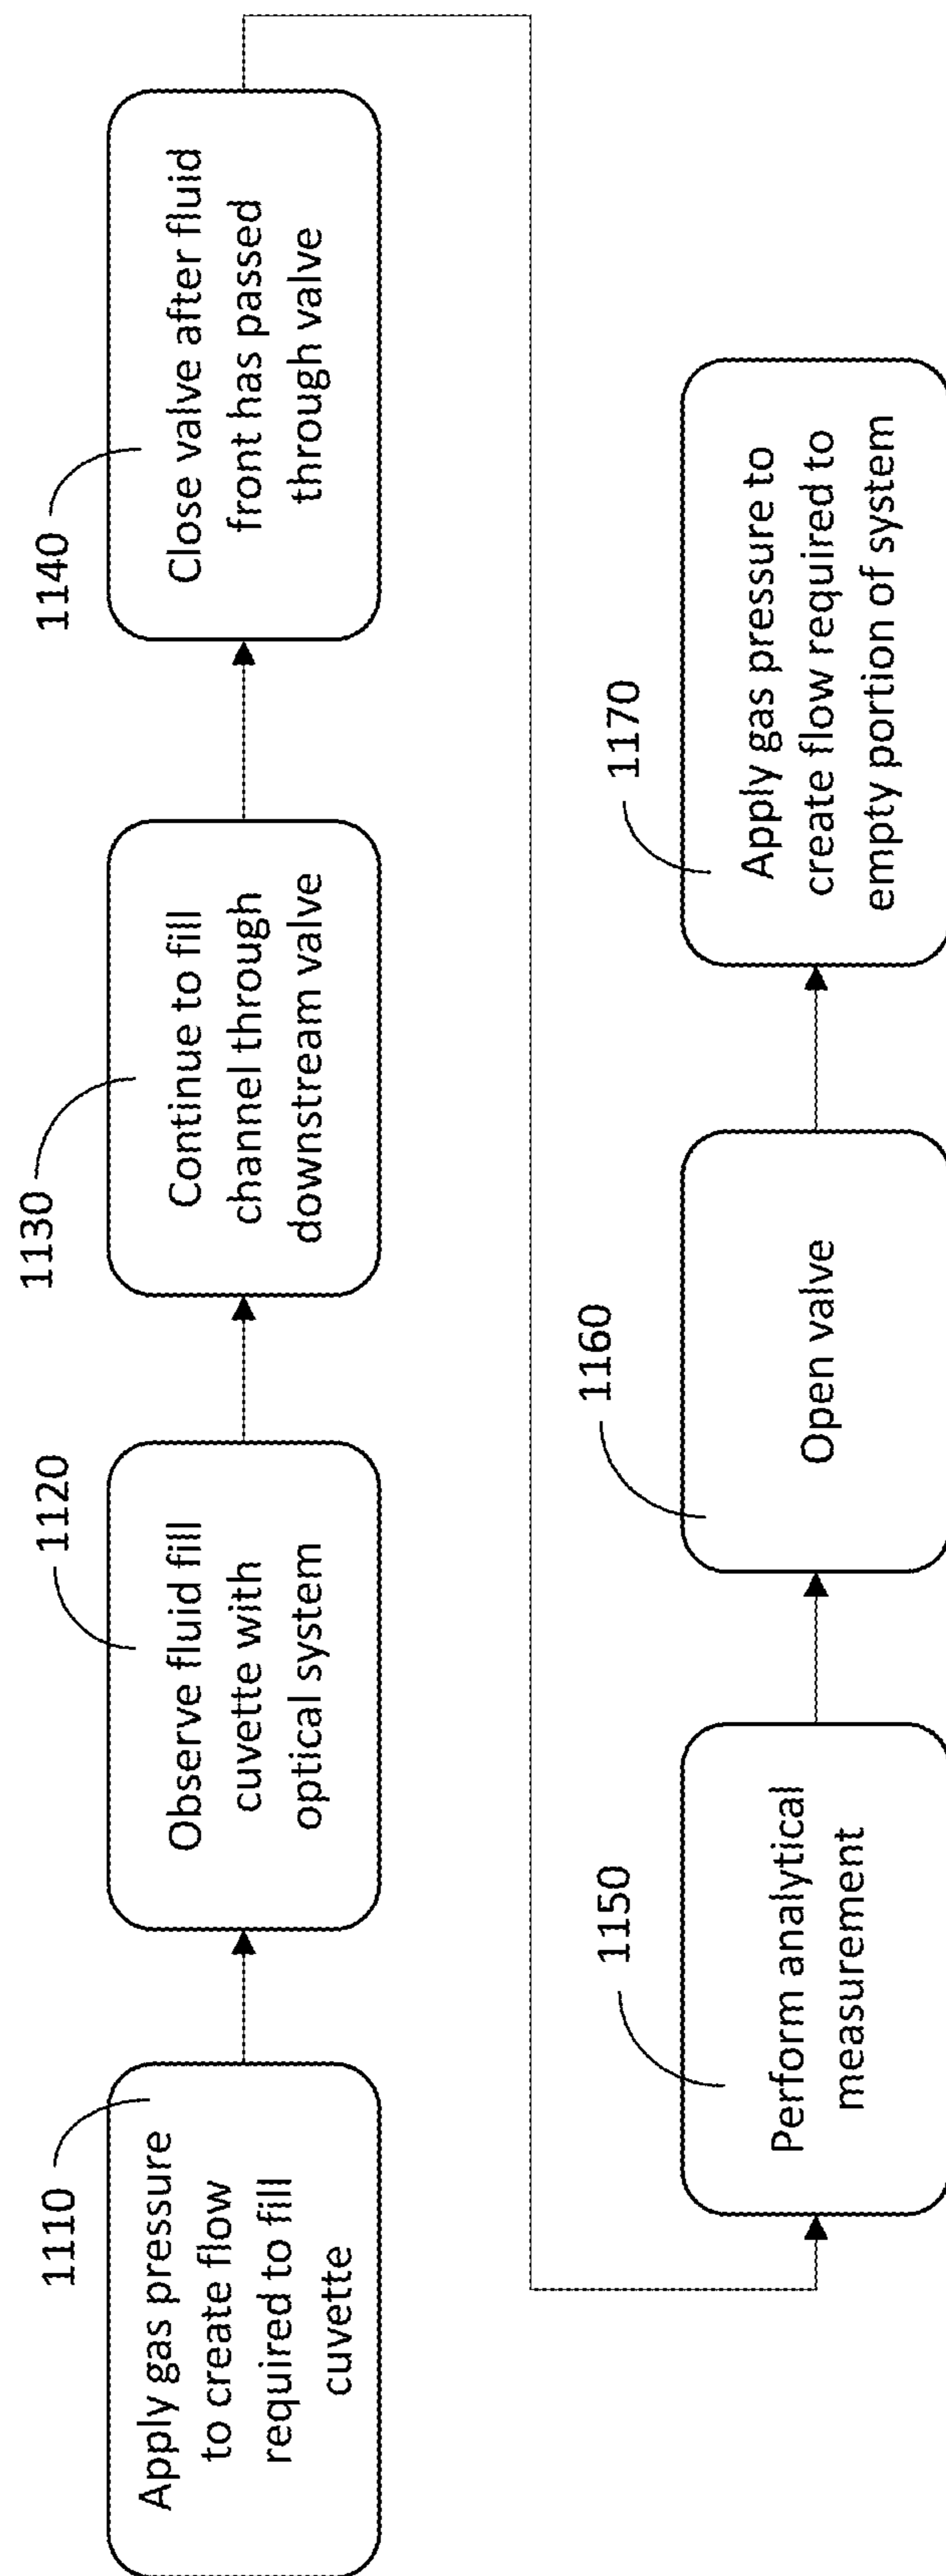 1110
Apply gas pressure
to create flow
required to fill
cuvette
1120
Observe fluid fill
cuvette with
optical system
1130
Continue to fill
channel through
downstream valve
1140
Close valve after fluid
front has passed
through valve
1150
Perform analytical
measurement
1160
Open valve
1170
Apply gas pressure to
create flow required to
empty portion of system